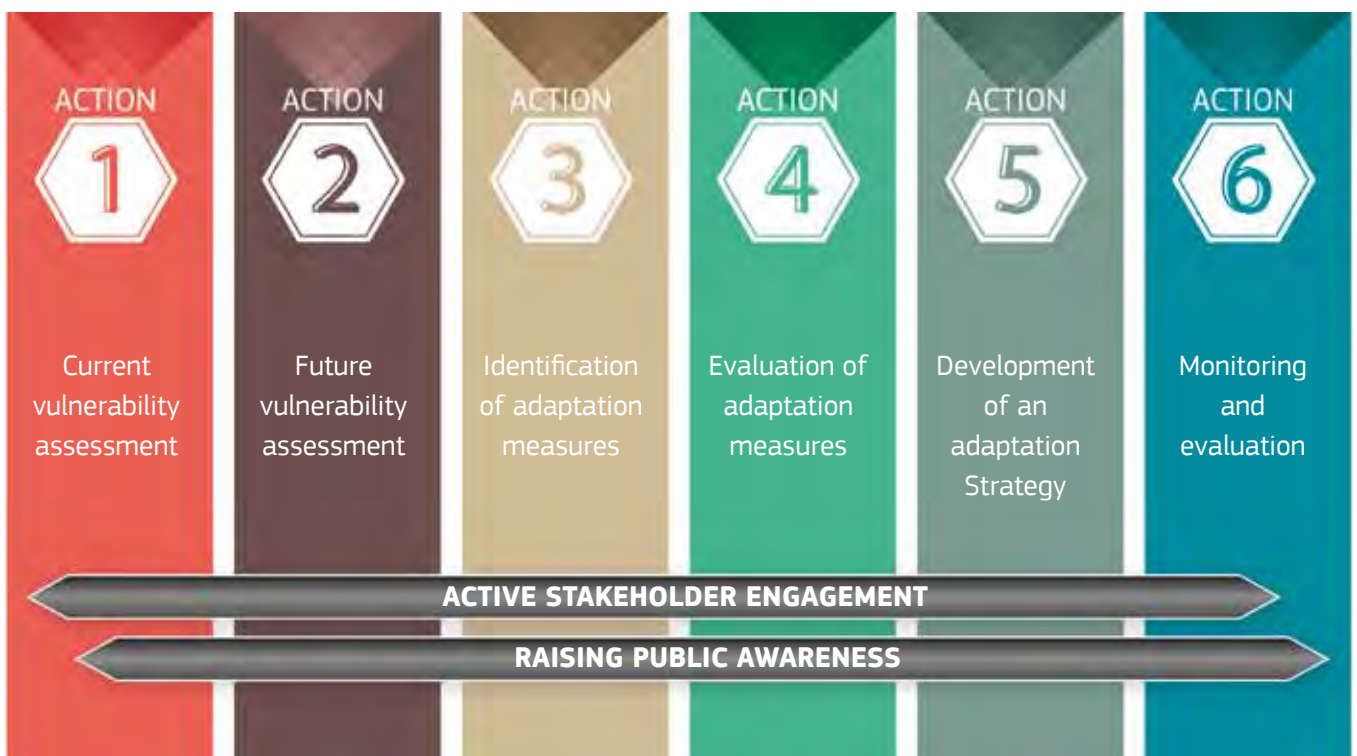 ACTION
1
Current
vulnerability
assessment
ACTION
2
Future
vulnerability
assessment
ACTION
3
Identification
of adaptation
measures
ACTION
4
Evaluation of
adaptation
measures
ACTION
5
Development
of an
adaptation
Strategy
ACTION
6
Monitoring
and
evaluation
ACTIVE STAKEHOLDER ENGAGEMENT
RAISING PUBLIC AWARENESS